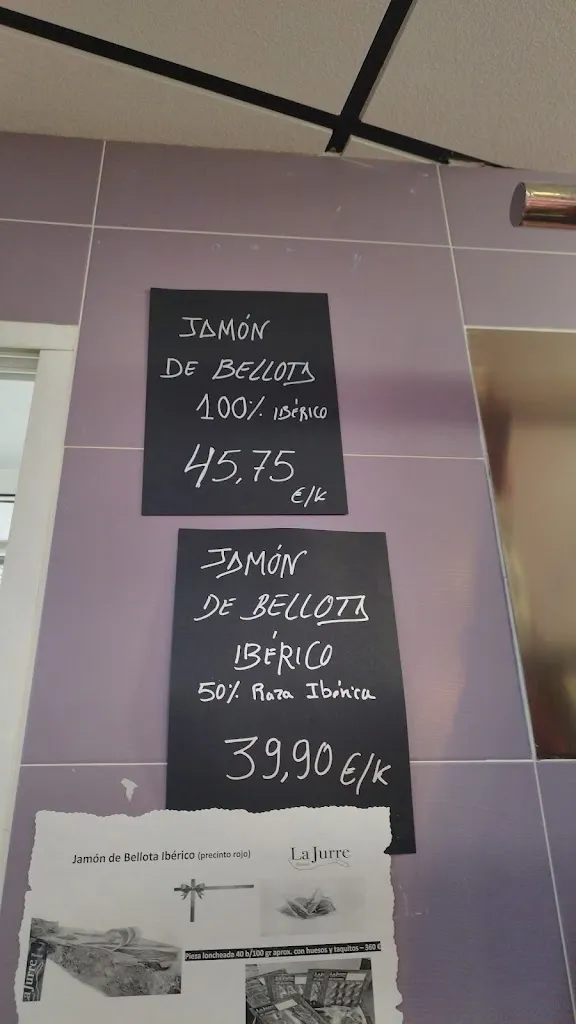 JAMÓN
DE BELLOTA
100% IBÉRICO
45,75
€/K
JAMÓN
DE BELLOTA
IBÉRICO
50% Raza Ibérica
39,90 €/K
Jamón de Bellota Ibérico (precinto rojo)
La Jurre
Pieza loncheada 40 b/100 gr aprox. con huesos y taquitos – 360 €
La Jurre